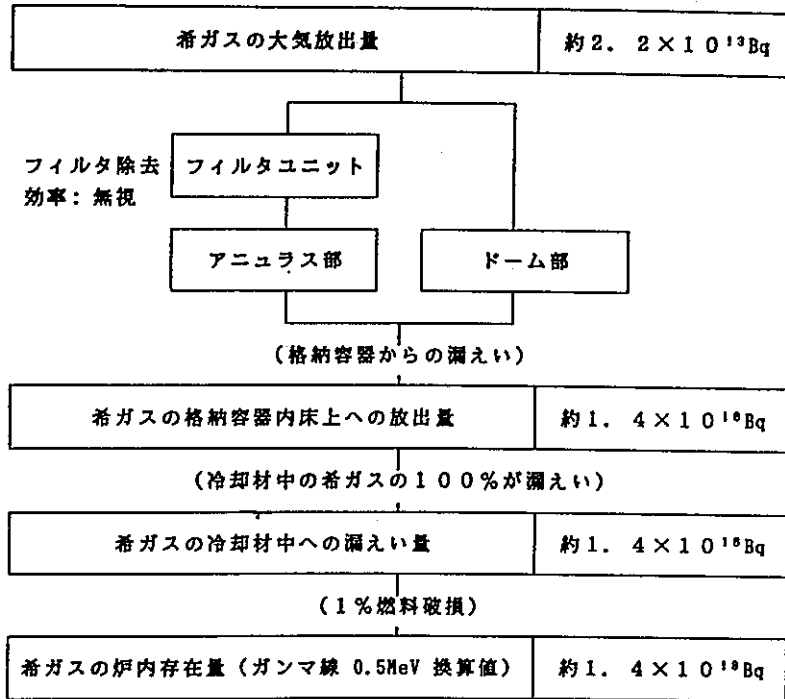 希ガスの大気放出量 約2.2×10¹³Bq
フィルタ除去
効率：無視
フィルタユニット
アニュラス部 ドーム部
(格納容器からの漏えい)
希ガスの格納容器内床上への放出量 約1.4×10¹⁶Bq
(冷却材中の希ガスの100%が漏えい)
希ガスの冷却材中への漏えい量 約1.4×10¹⁶Bq
(1%燃料破損)
希ガスの炉内存在量(ガンマ線 0.5MeV 換算値) 約1.4×10¹⁸Bq